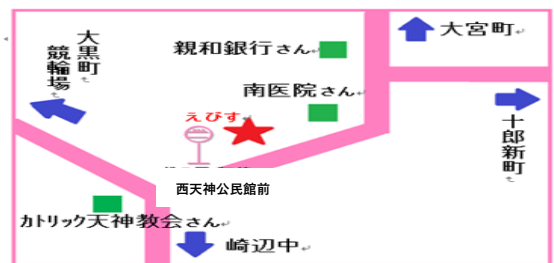 大宮町
大黒町
競輪場
親和銀行さん
南医院さん
えびす
十郎新町
西天神公民館前
カトリック天神教会さん
崎辺中